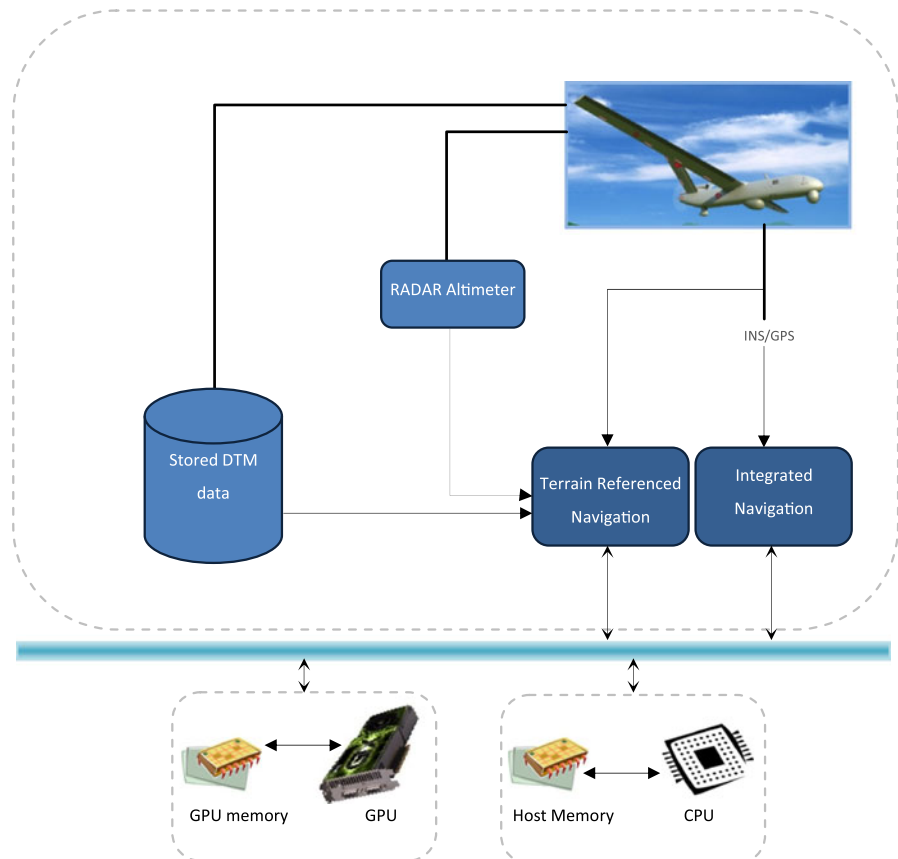 RADAR Altimeter
INS/GPS
Stored DTM
data
Terrain Referenced
Navigation
Integrated
Navigation
GPU memory
GPU
Host Memory
CPU